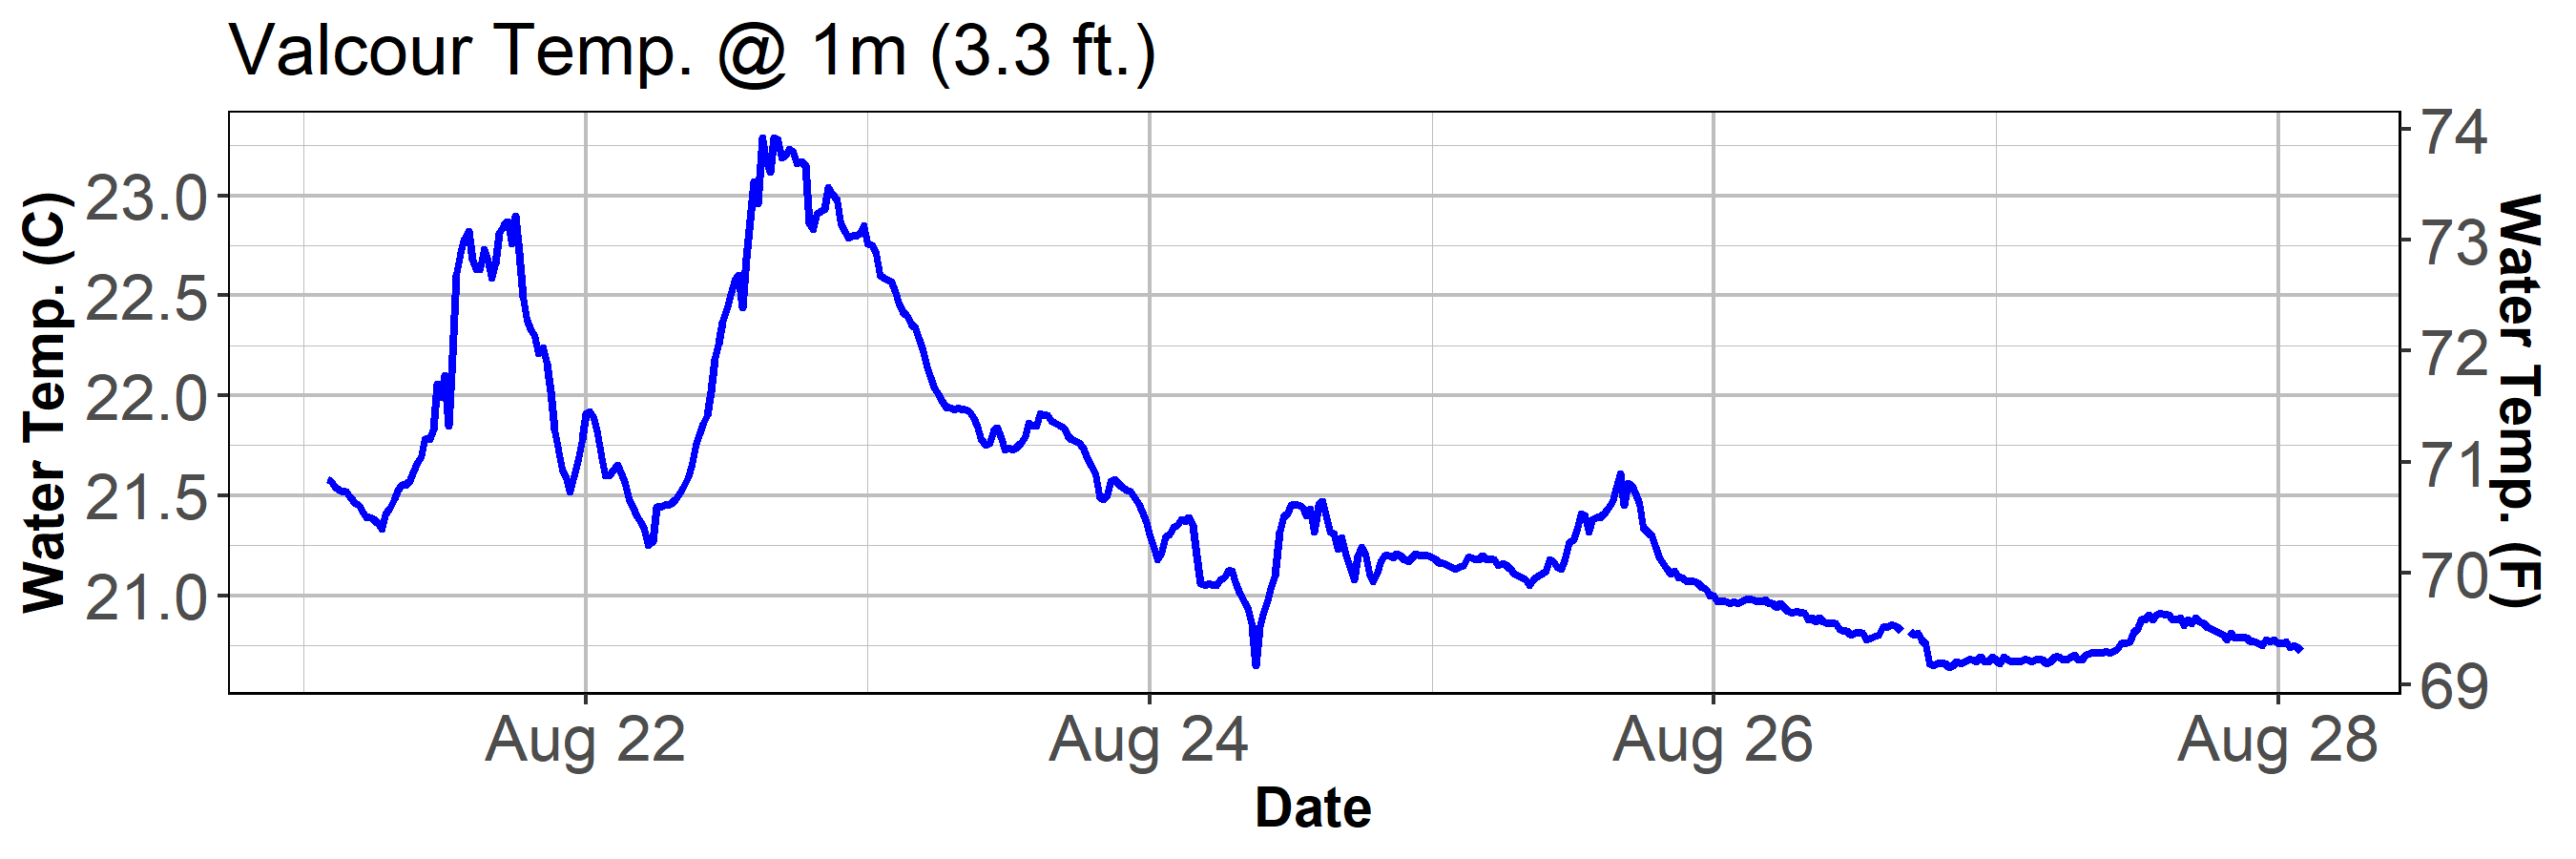 Valcour Temp. @ 1m (3.3 ft.)
Water Temp. (C)
23.0
22.5
22.0
21.5
21.0
74
73
72
71
70
69
Water Temp. (F)
Aug 22
Aug 24
Aug 26
Aug 28
Date